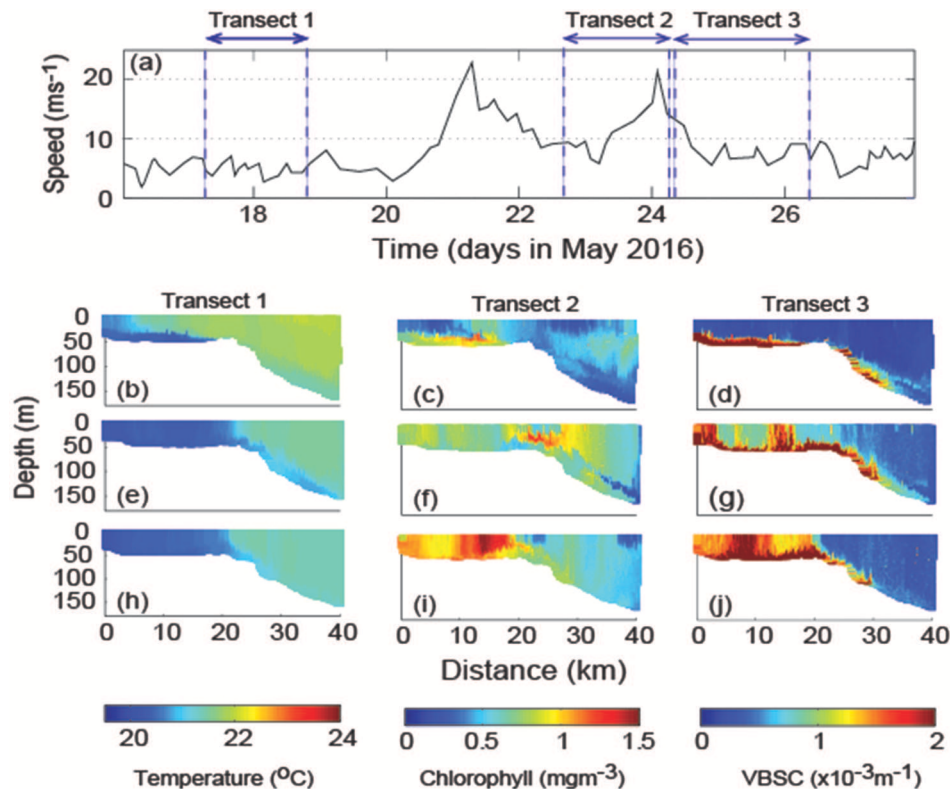 Transect 1 Transect 2 Transect 3
(a)
Speed (ms-1)
20
10
0
18 20 22 24 26
Time (days in May 2016)
Transect 1 Transect 2 Transect 3
Depth (m)
0
50
100
150
(b) (c) (d)
0
50
100
150
(e) (f) (g)
0
50
100
150
(h) (i) (j)
0 10 20 30 40 0 10 20 30 40 0 10 20 30 40
Distance (km)
20 22 24 0 0.5 1 1.5 0 1 2
Temperature (oC) Chlorophyll (mgm-3) VBSC (x10-3m-1)